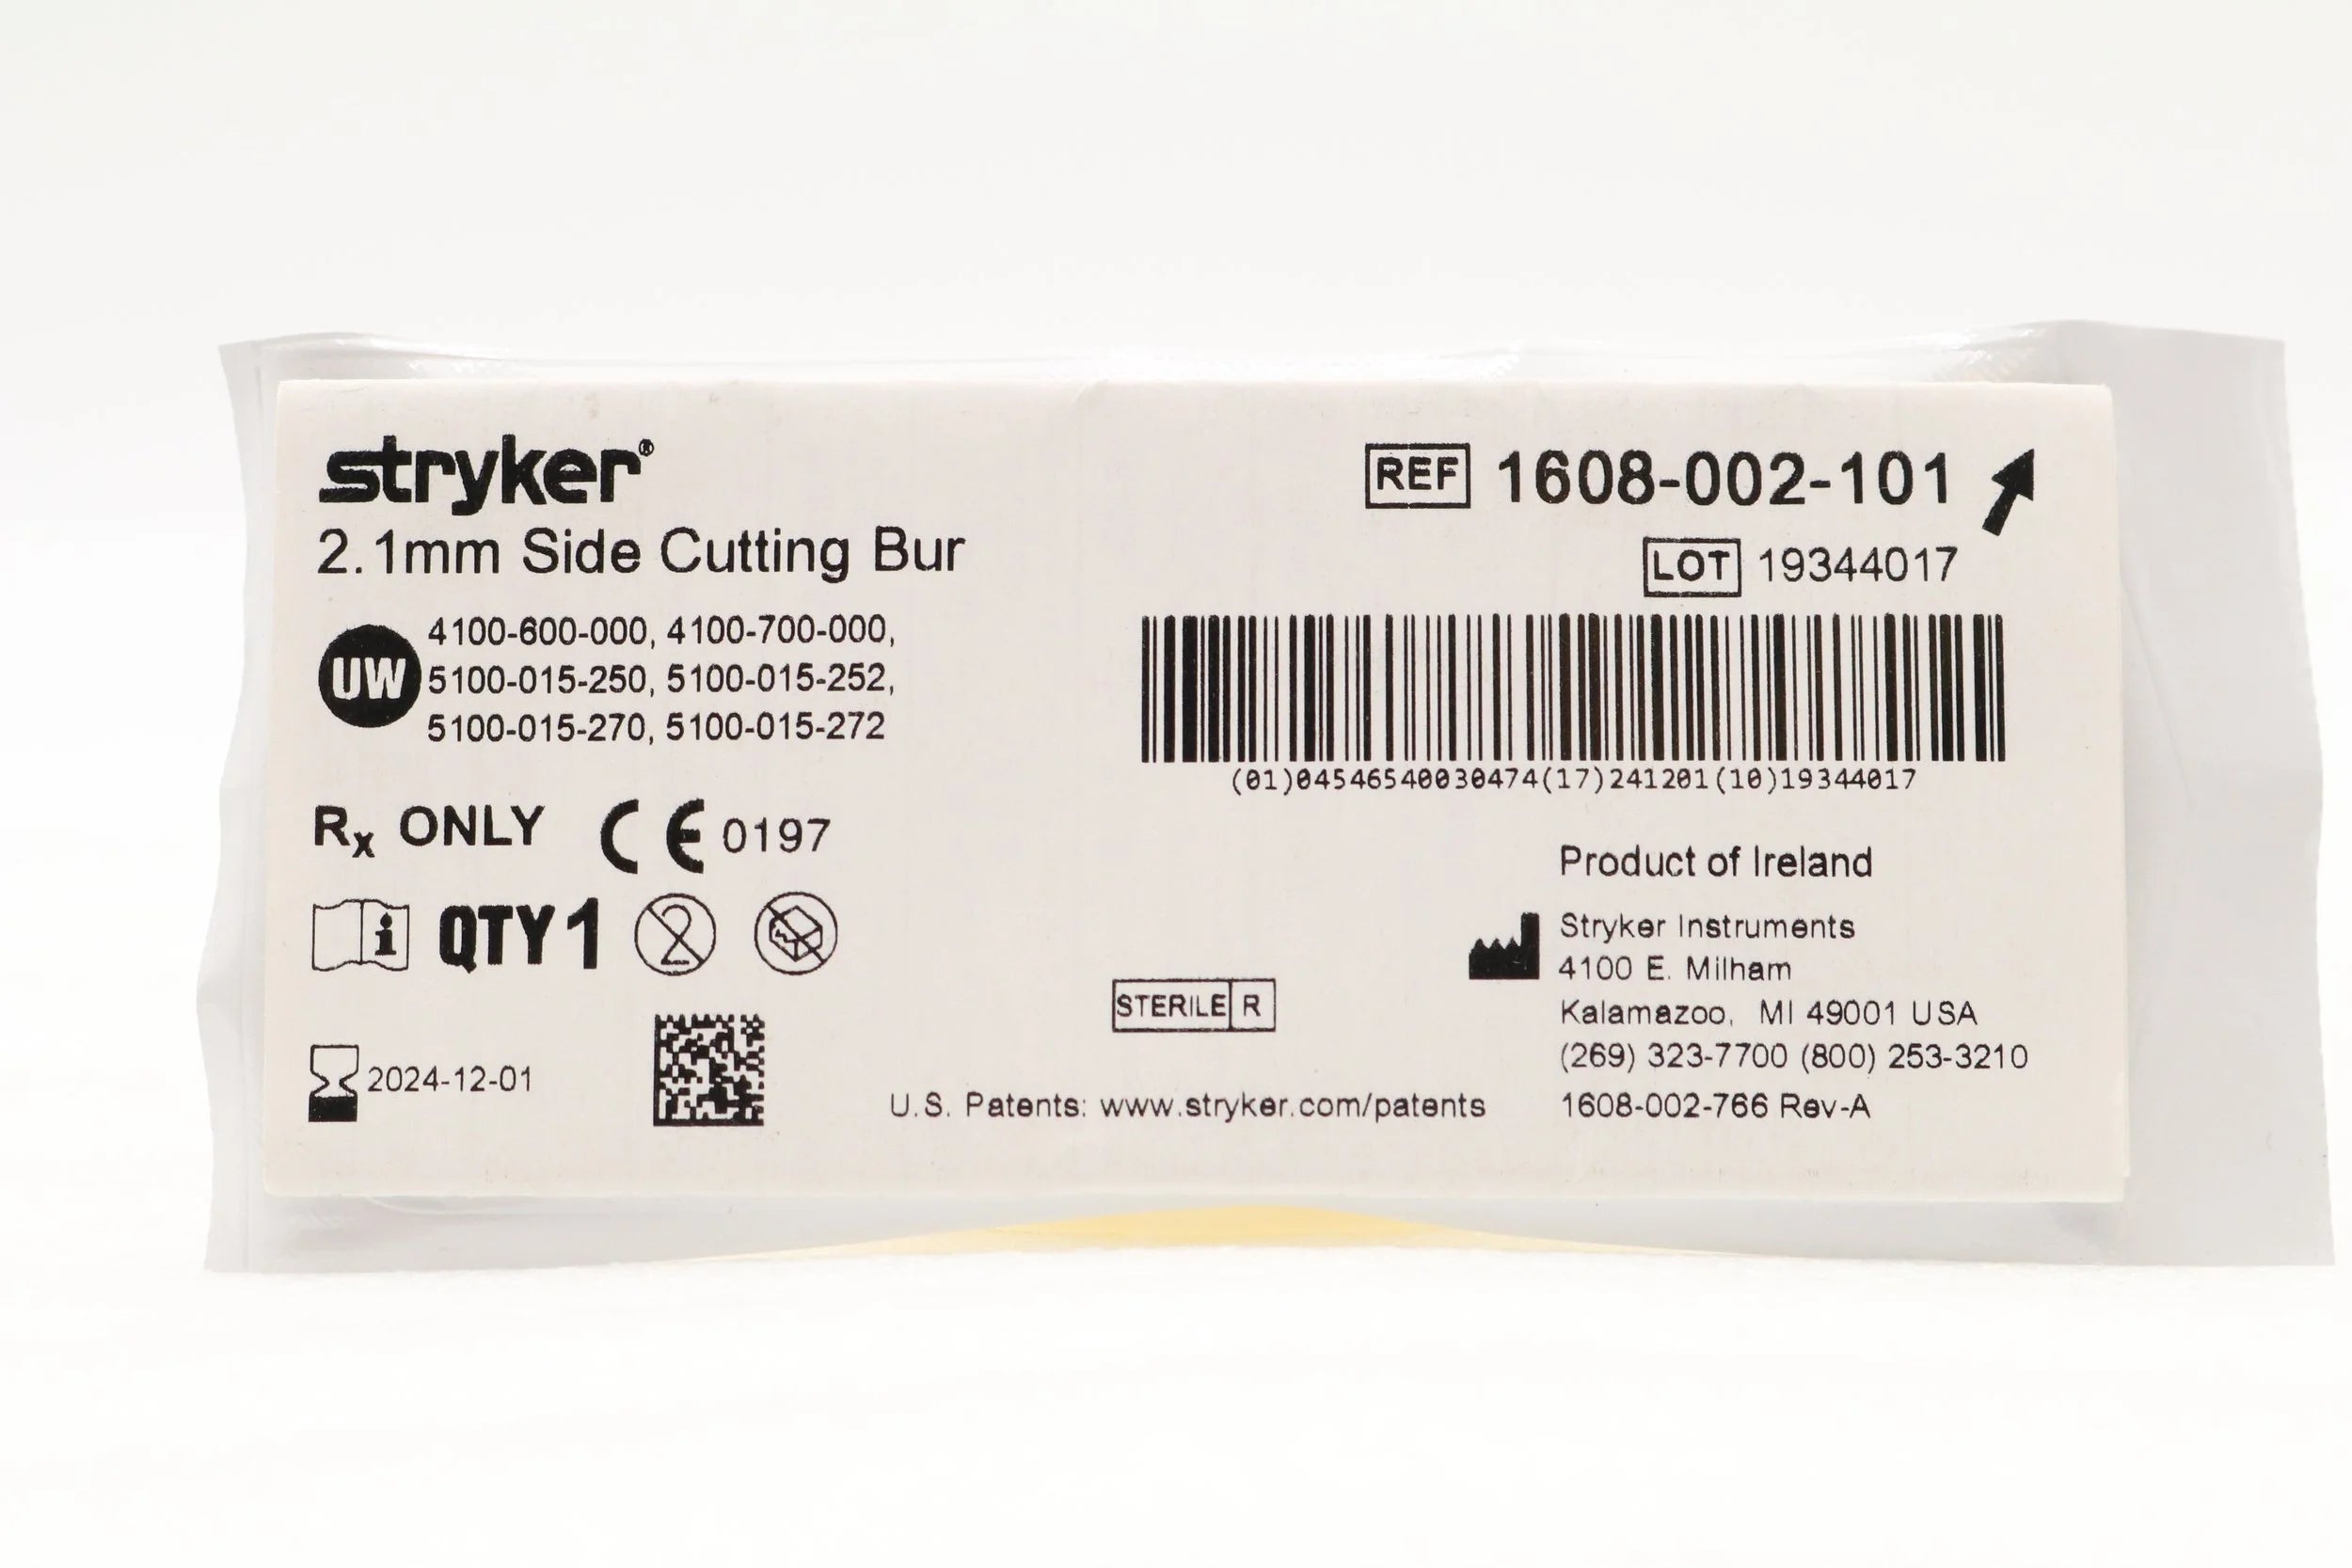 stryker®
2.1mm Side Cutting Bur
UW
4100-600-000, 4100-700-000,
5100-015-250, 5100-015-252,
5100-015-270, 5100-015-272
Rx ONLY CE 0197
i QTY 1 2
2024-12-01
REF 1608-002-101
LOT 19344017
(01)04546540030474(17)241201(10)19344017
Product of Ireland
Stryker Instruments
4100 E. Milham
Kalamazoo, MI 49001 USA
(269) 323-7700 (800) 253-3210
1608-002-766 Rev-A
STERILE R
U.S. Patents: www.stryker.com/patents